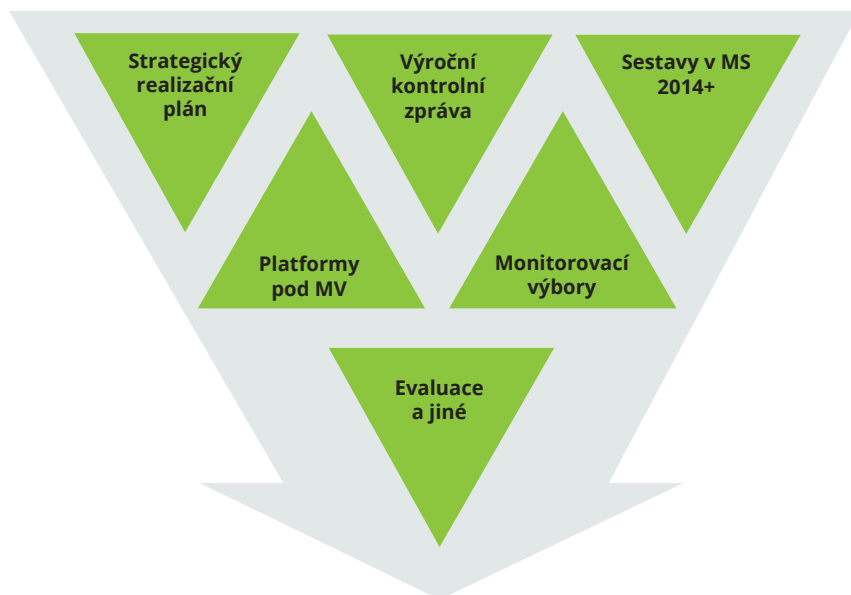 Strategický
realizační
plán
Výroční
kontrolní
zpráva
Sestavy v MS
2014+
Platformy
pod MV
Monitorovací
výbory
Evaluace
a jiné